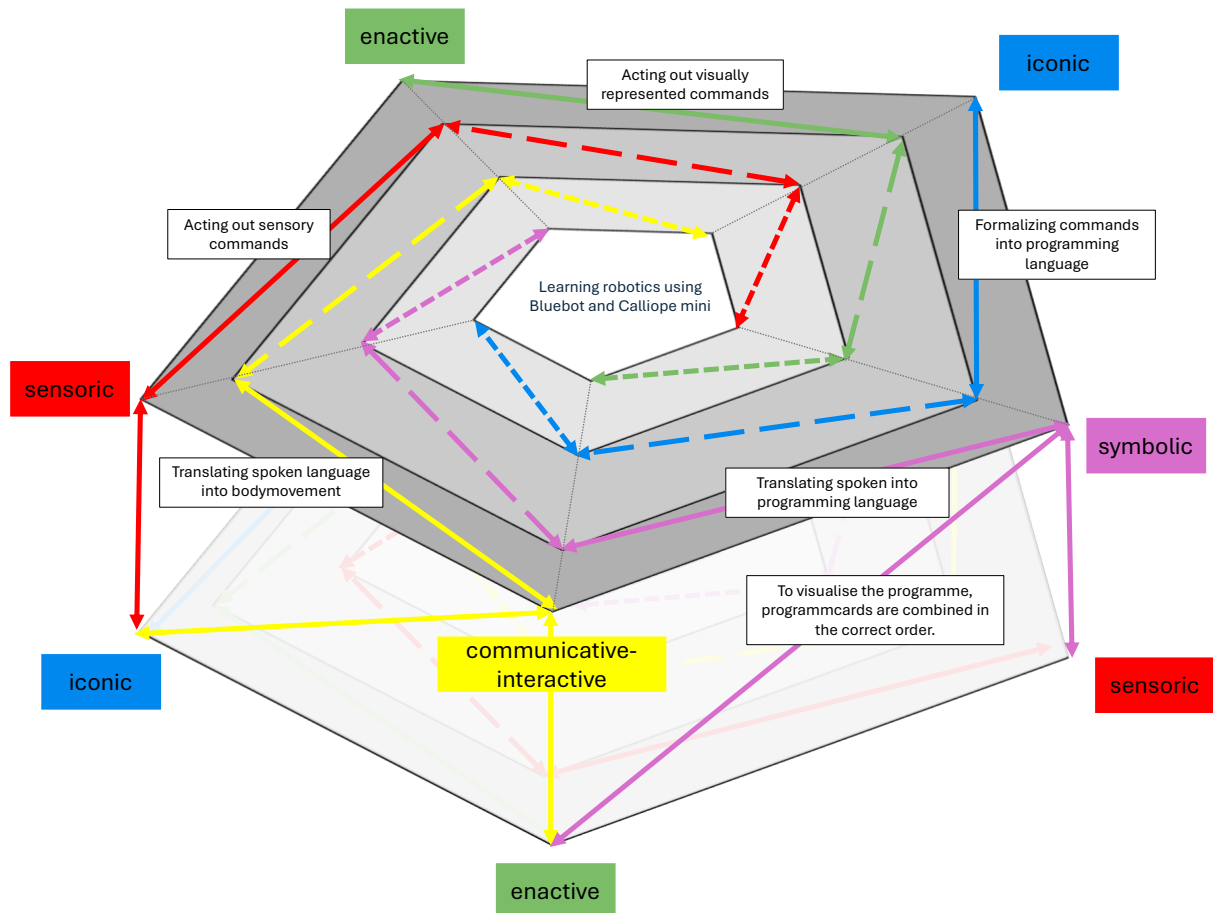 enactive
iconic
Acting out visually
represented commands
Acting out sensory
commands
Formalizing commands
into programming
language
Learning robotics using
Bluebot and Calliope mini
sensoric
symbolic
Translating spoken language
into bodymovement
Translating spoken into
programming language
To visualise the programme,
programmcards are combined in
the correct order.
communicative-
interactive
iconic
sensoric
enactive